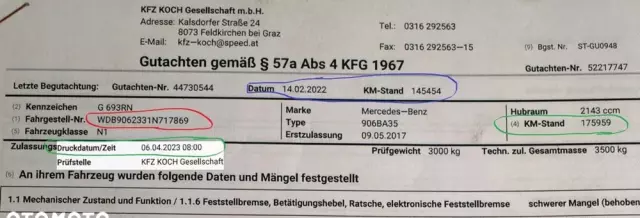 KFZ KOCH Gesellschaft m.b.H.
Adresse: Kalsdorfer Straße 24
8073 Feldkirchen bei Graz
E-Mail: kfz-koch@speed.at
Tel.: 0316 292563
Fax: 0316 292563-15
(9) Bgst. Nr. ST-GU0948
Gutachten gemäß § 57a Abs 4 KFG 1967
Gutachten-Nr. 52217747
Letzte Begutachtung: Gutachten-Nr. 44730544 Datum 14.02.2022 KM-Stand 145454
(2) Kennzeichen G 693RN
(1) Fahrgestell-Nr. WDB9062331N717869
(5) Fahrzeugklasse N1
Marke Mercedes-Benz
Type 906BA35
Erstzulassung 09.05.2017
Hubraum 2143 ccm
(4) KM-Stand 175959
Zulassungs Druckdatum/Zeit 06.04.2023 08:00
Prüfstelle KFZ KOCH Gesellschaft
Prüfgewicht 3000 kg Techn. zul. Gesamtmasse 3500 kg
(6) An ihrem Fahrzeug wurden folgende Daten und Mängel festgestellt
1.1 Mechanischer Zustand und Funktion / 1.1.6 Feststellbremse, Betätigungshebel, Ratsche, elektronische Feststellbremse schwerer Mangel (behoben
OTOMOTO